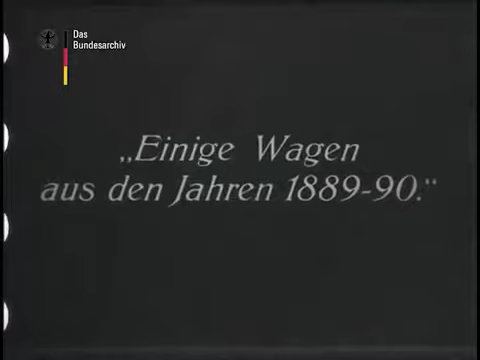 Das
Bundesarchiv
„Einige Wagen
aus den Jahren 1889-90.“